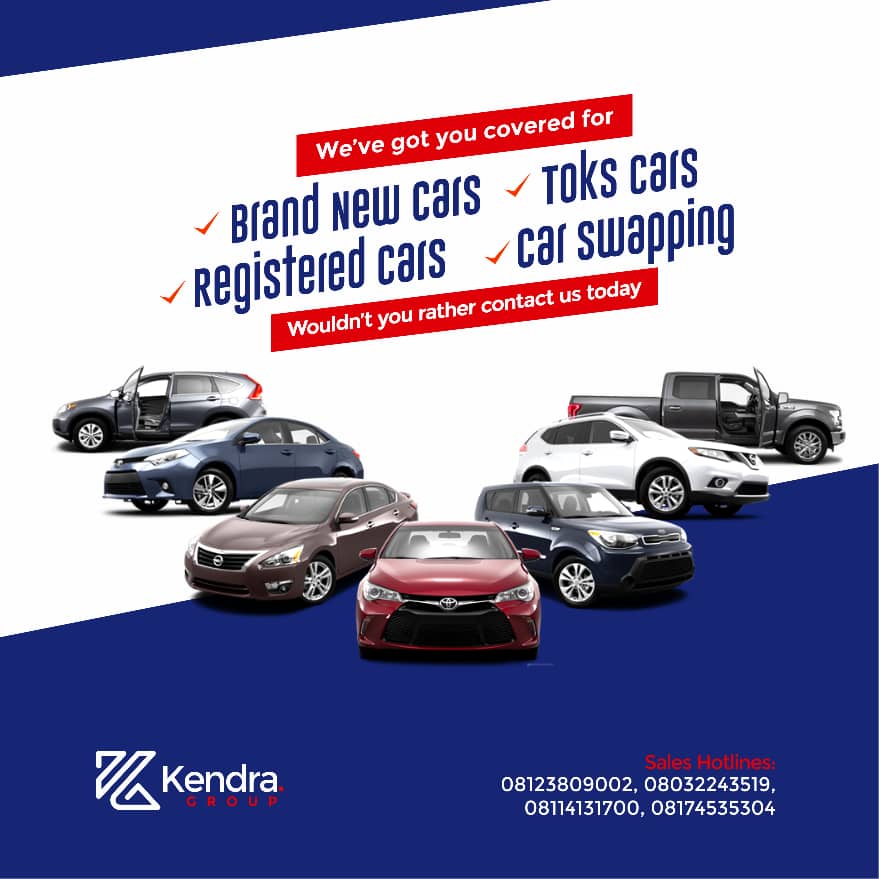 We've got you covered for
Brand New Cars
Toks Cars
Registered Cars
Car Swapping
Wouldn't you rather contact us today
Kendra.
GROUP
Sales Hotlines:
08123809002, 08032243519,
08114131700, 08174535304